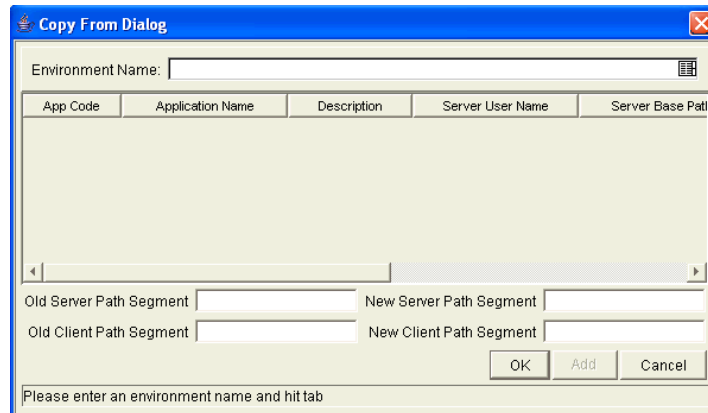 Copy From Dialog
Environment Name:
App Code Application Name Description Server User Name Server Base Path
Old Server Path Segment New Server Path Segment
Old Client Path Segment New Client Path Segment
OK Add Cancel
Please enter an environment name and hit tab